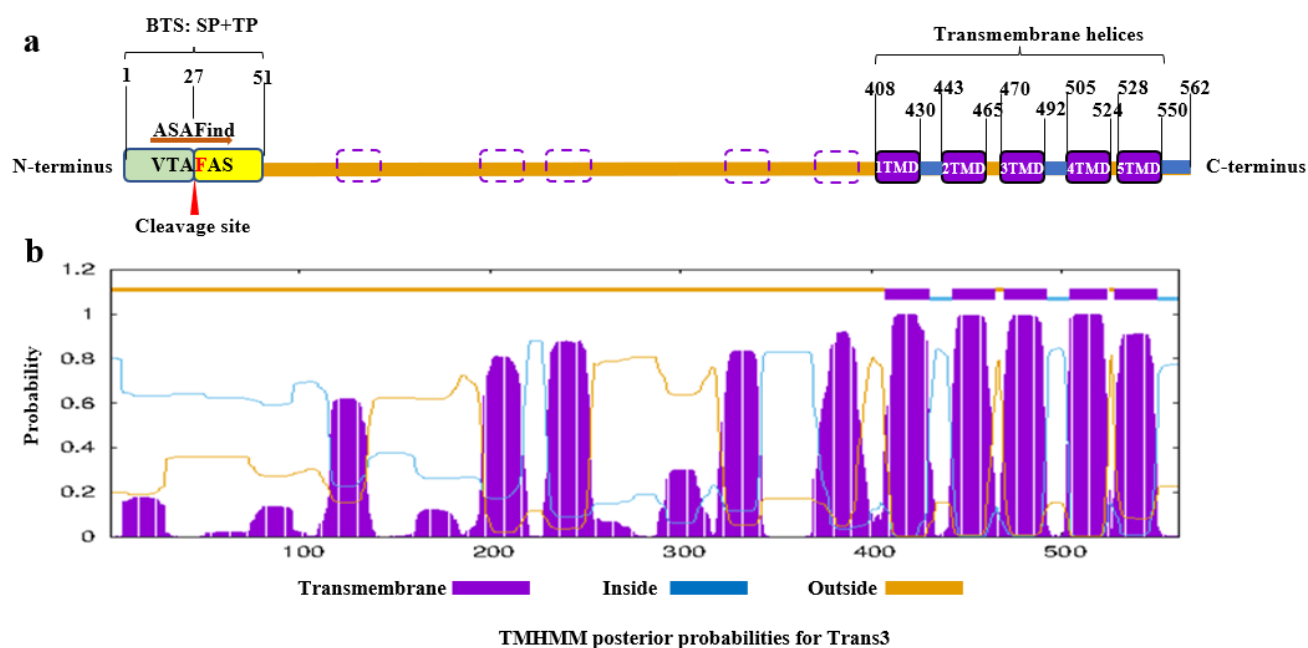 a
BTS: SP+TP
Transmembrane helices
1 27 51
408 443 470 505 528 562
430 465 492 524 550
ASAFind
N-terminus VTAFAS 1TMD 2TMD 3TMD 4TMD 5TMD C-terminus
Cleavage site
b
1.2
1
0.8
0.6
0.4
0.2
0
Probability
100 200 300 400 500
Transmembrane Inside Outside
TMHMM posterior probabilities for Trans3